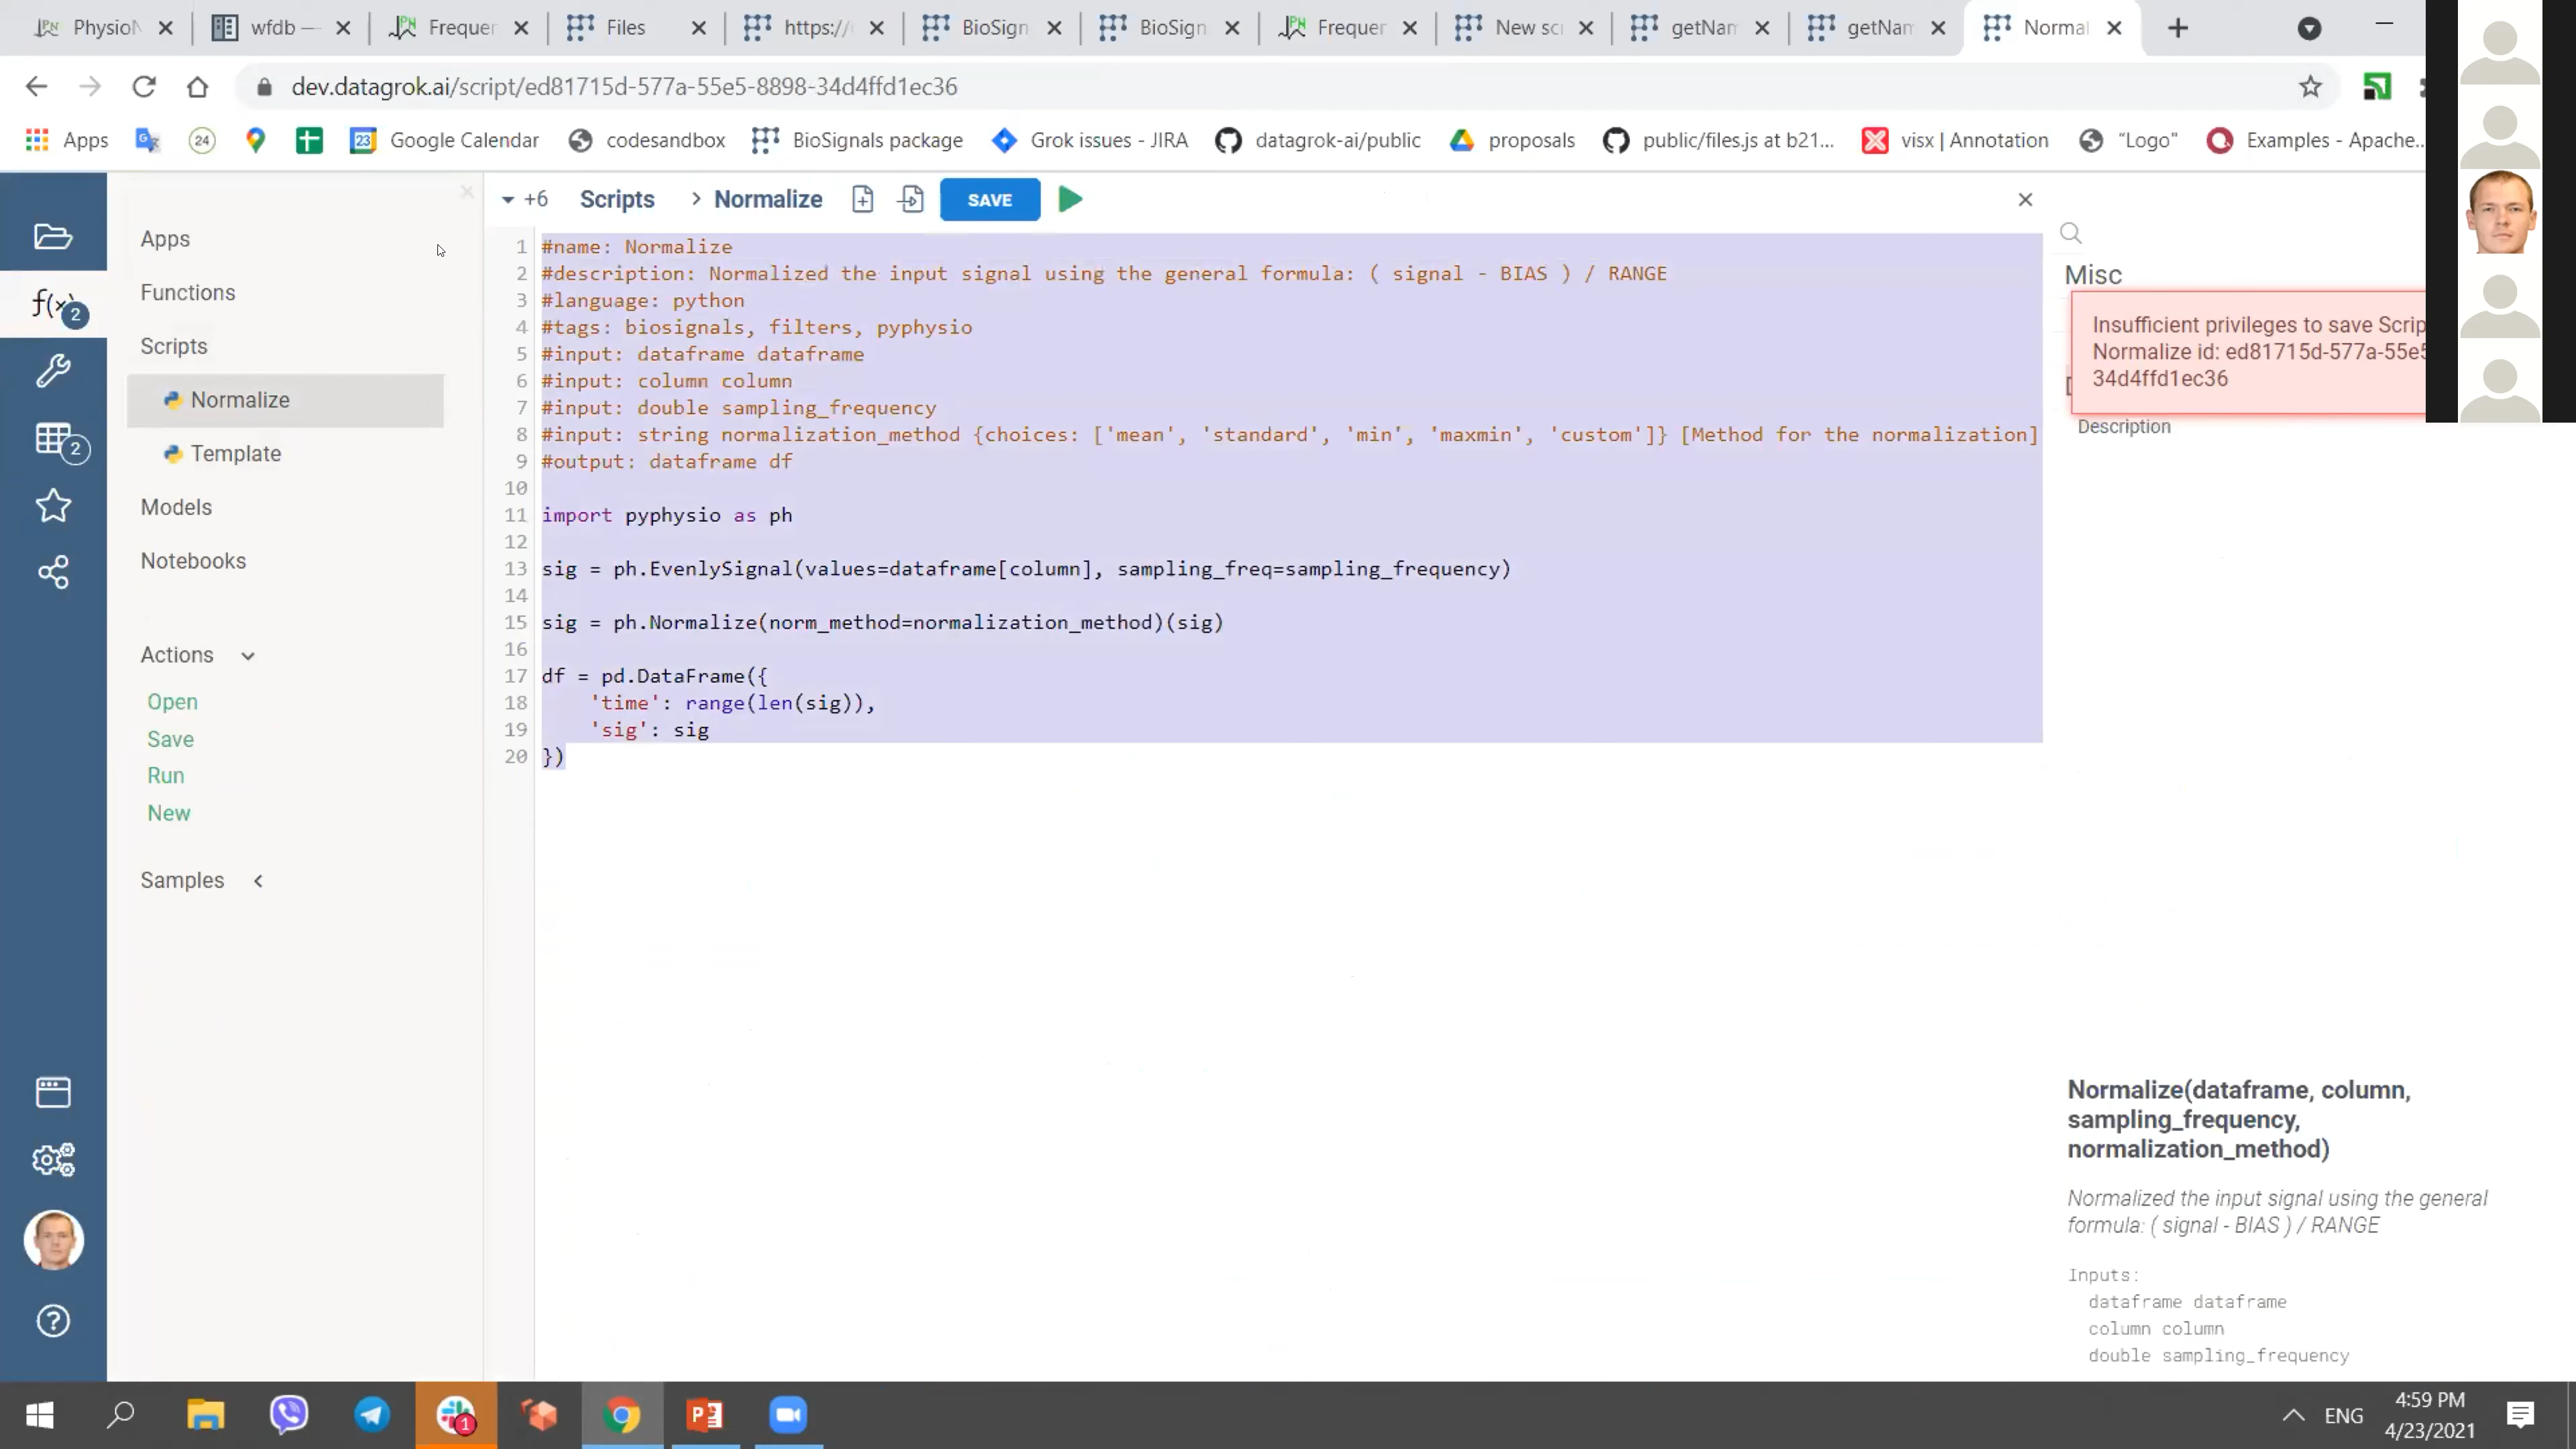 PhysioN
wfdb —
Frequen
Files
https://
BioSign
BioSign
Frequer
New scr
getNam
getNam
Normal
dev.datagrok.ai/script/ed81715d-577a-55e5-8898-34d4ffd1ec36
Apps
24
23
Google Calendar
codesandbox
BioSignals package
Grok issues - JIRA
datagrok-ai/public
proposals
public/files.js at b21...
visx | Annotation
"Logo"
Examples - Apache...
+6
Scripts
Normalize
SAVE
Apps
Functions
f(x)
2
Scripts
Normalize
2
Template
Models
Notebooks
Actions
Open
Save
Run
New
Samples
1 #name: Normalize
2 #description: Normalized the input signal using the general formula: ( signal - BIAS ) / RANGE
3 #language: python
4 #tags: biosignals, filters, pyphysio
5 #input: dataframe dataframe
6 #input: column column
7 #input: double sampling_frequency
8 #input: string normalization_method {choices: ['mean', 'standard', 'min', 'maxmin', 'custom']} [Method for the normalization]
9 #output: dataframe df
10
11 import pyphysio as ph
12
13 sig = ph.EvenlySignal(values=dataframe[column], sampling_freq=sampling_frequency)
14
15 sig = ph.Normalize(norm_method=normalization_method)(sig)
16
17 df = pd.DataFrame({
18 'time': range(len(sig)),
19 'sig': sig
20 })
Misc
Insufficient privileges to save Scrip
Normalize id: ed81715d-577a-55e5
34d4ffd1ec36
Description
Normalize(dataframe, column,
sampling_frequency,
normalization_method)
Normalized the input signal using the general
formula: ( signal - BIAS ) / RANGE
Inputs:
dataframe dataframe
column column
double sampling_frequency
1
ENG
4:59 PM
4/23/2021